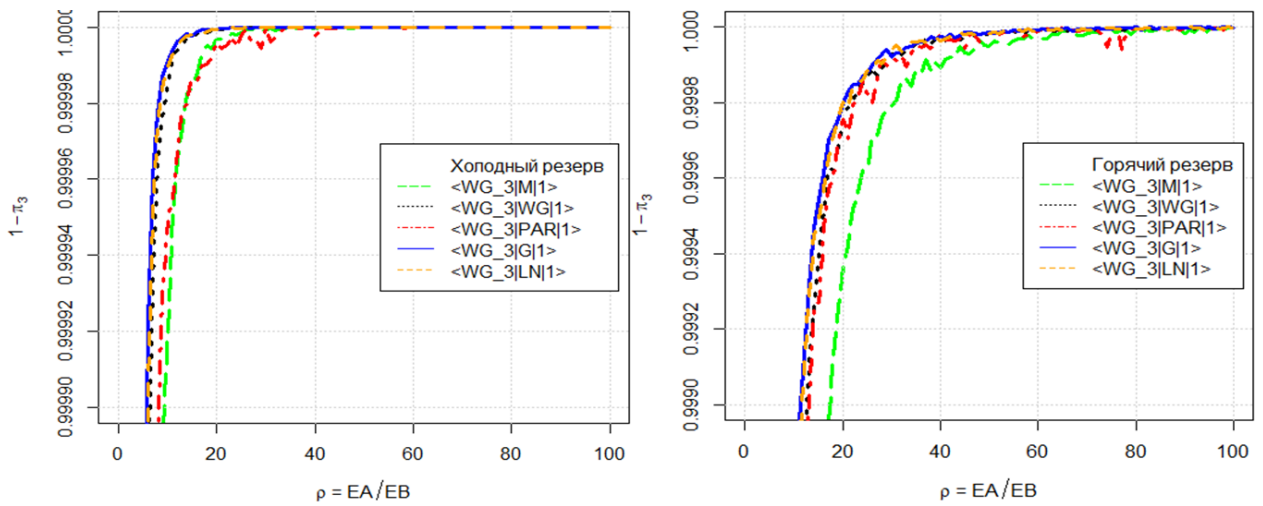 1.0000
0.99998
0.99996
0.99994
0.99992
0.99990
1−π3
0 20 40 60 80 100
ρ = EA/EB
Холодный резерв
<WG_3|M|1>
<WG_3|WG|1>
<WG_3|PAR|1>
<WG_3|G|1>
<WG_3|LN|1>
1.0000
0.9998
0.9996
0.9994
0.9992
0.9990
1−π3
0 20 40 60 80 100
ρ = EA/EB
Горячий резерв
<WG_3|M|1>
<WG_3|WG|1>
<WG_3|PAR|1>
<WG_3|G|1>
<WG_3|LN|1>